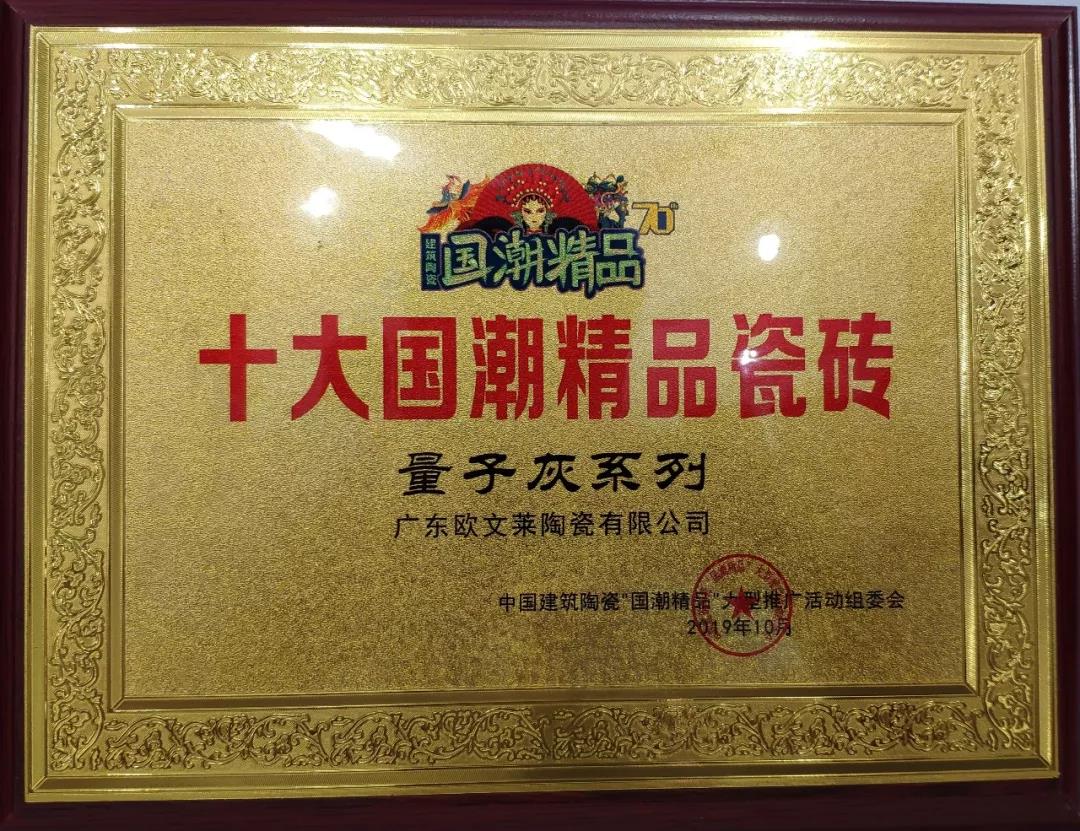 建筑陶瓷
国潮精品
70th
十大国潮精品瓷砖
量子灰系列
广东欧文莱陶瓷有限公司
中国建筑陶瓷"国潮精品"大型推广活动组委会
2019年10月